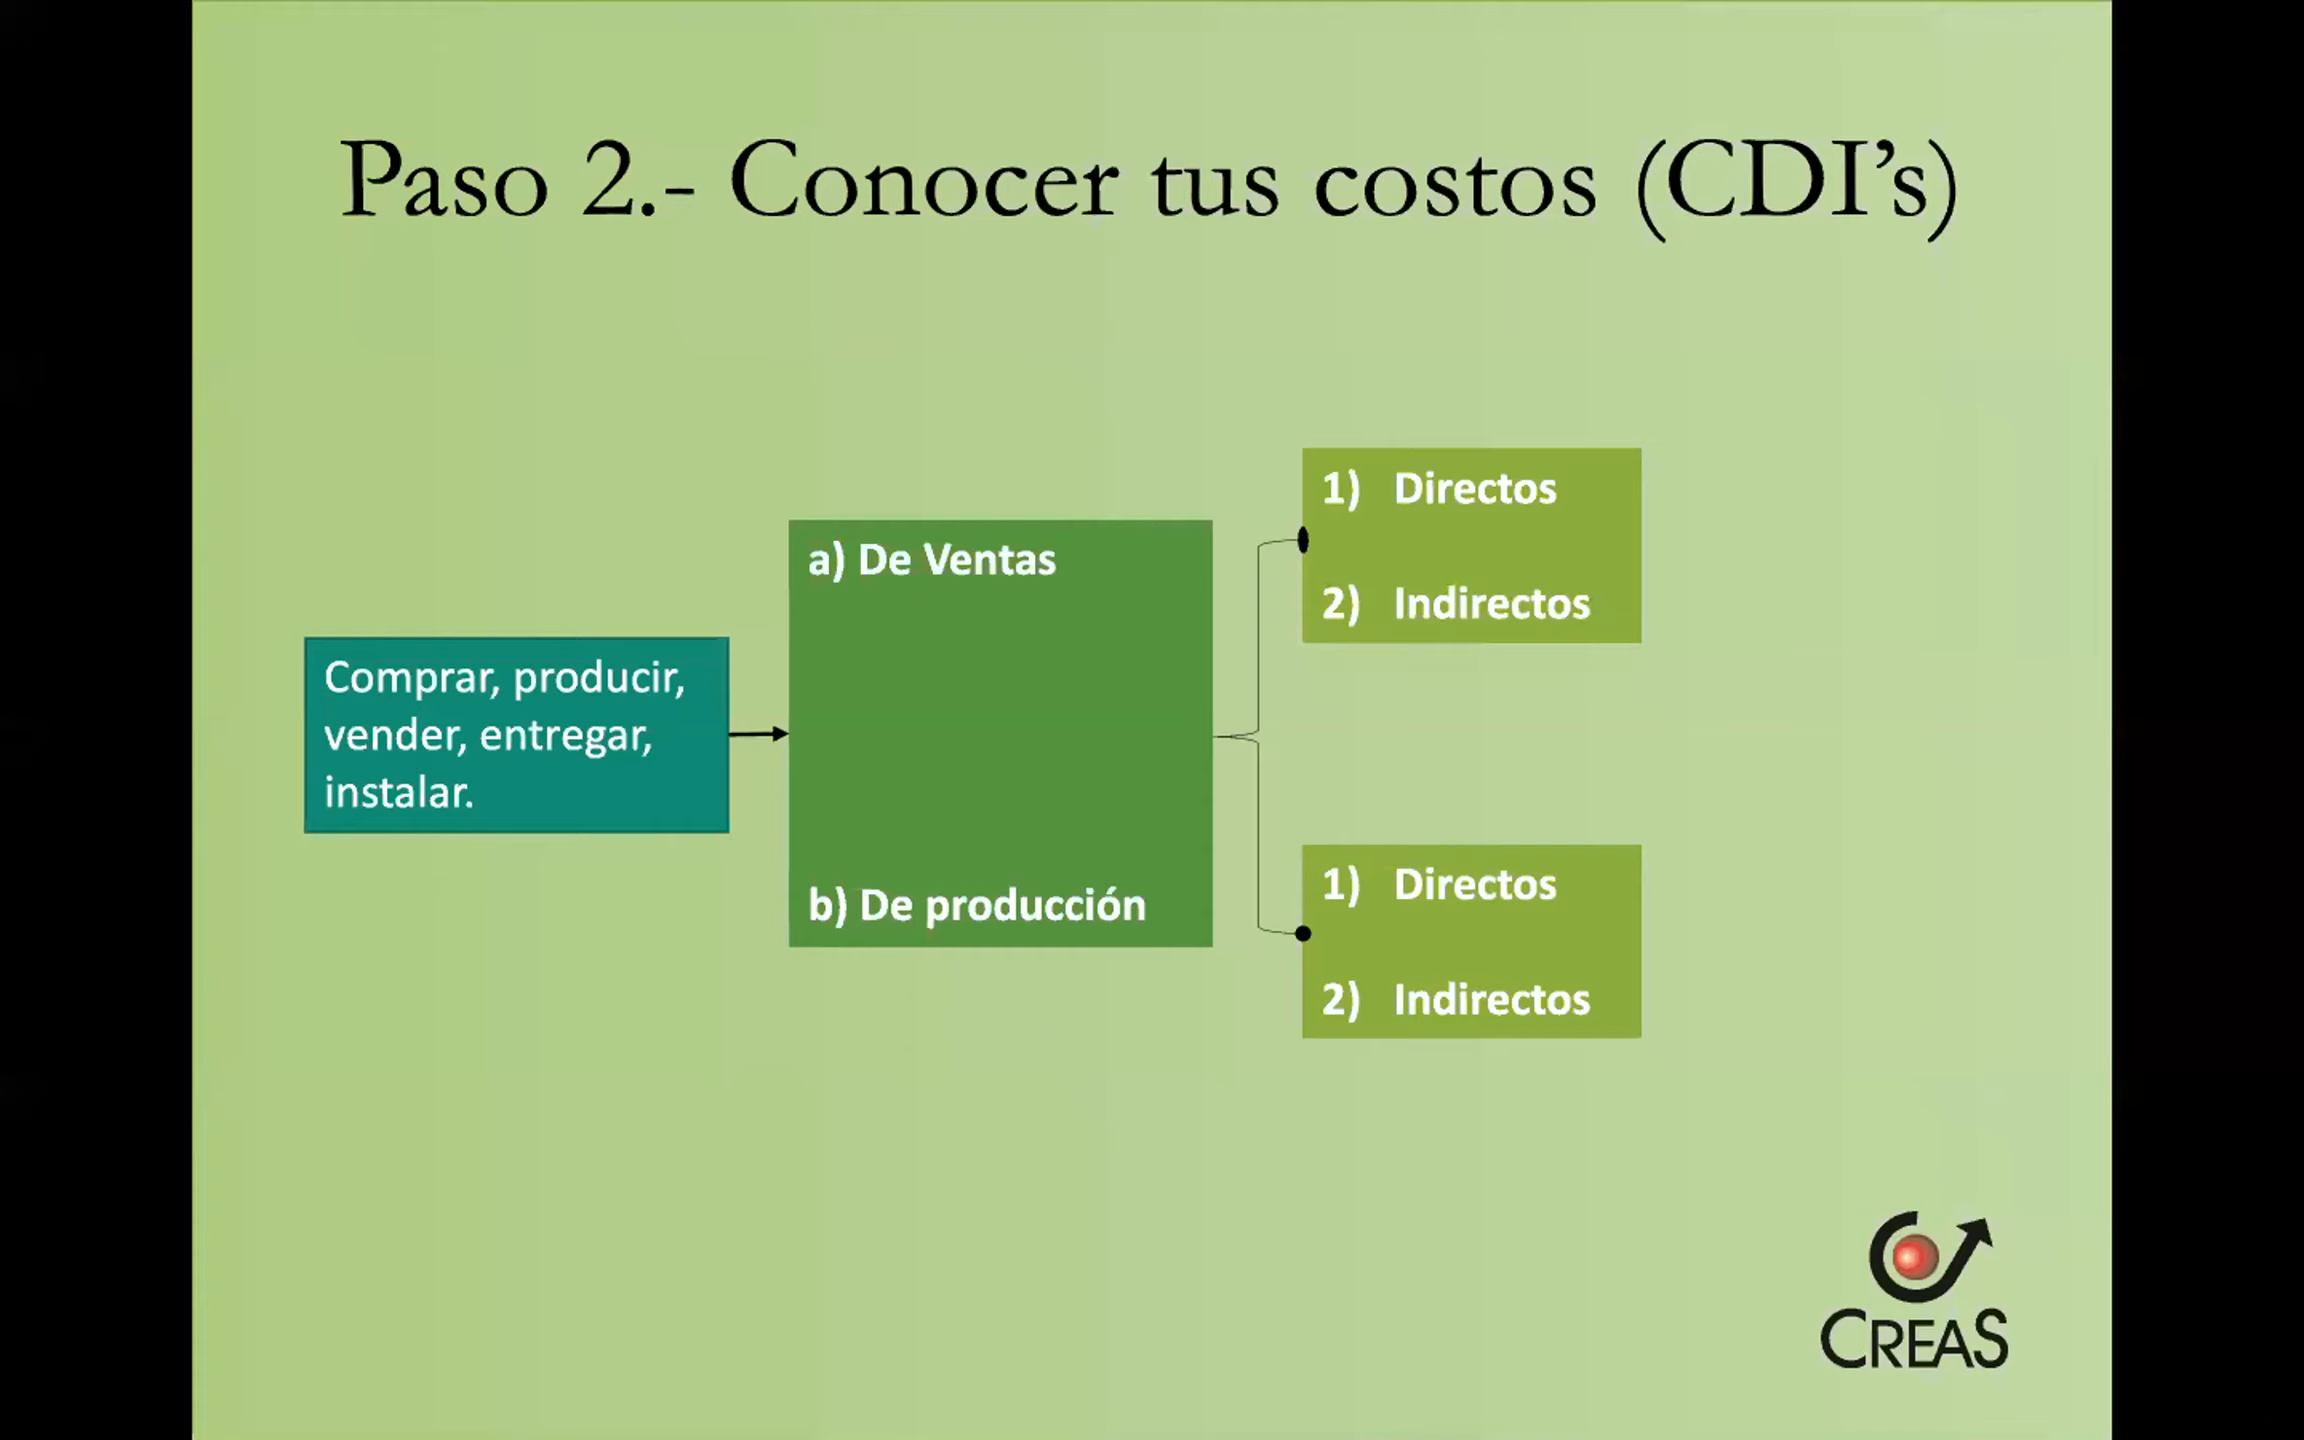 Paso 2.- Conocer tus costos (CDI’s)
Comprar, producir,
vender, entregar,
instalar.
a) De Ventas
b) De producción
1) Directos
2) Indirectos
1) Directos
2) Indirectos
CREAS